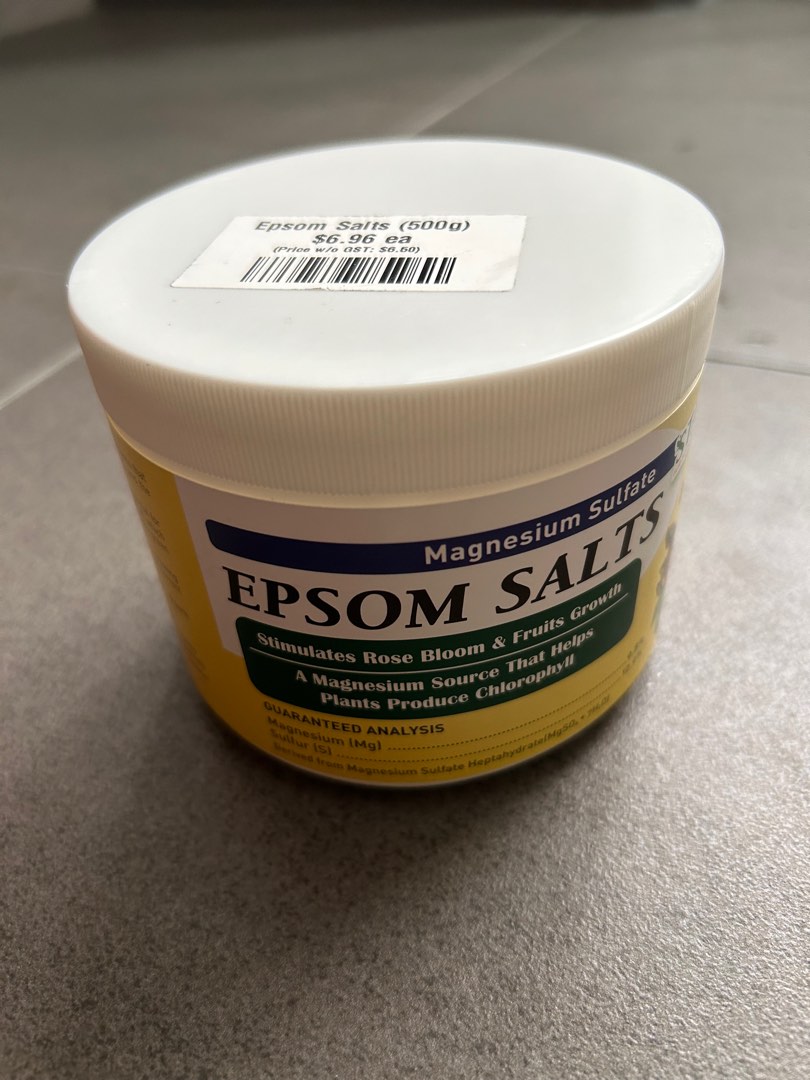 Epsom Salts (500g)
$6.96 ea
(Price w/o GST: $6.50)
Magnesium Sulfate
EPSOM SALTS
Stimulates Rose Bloom & Fruits Growth
A Magnesium Source That Helps
Plants Produce Chlorophyll
GUARANTEED ANALYSIS
Magnesium (Mg)
Sulfur (S)
Derived from Magnesium Sulfate Heptahydrate